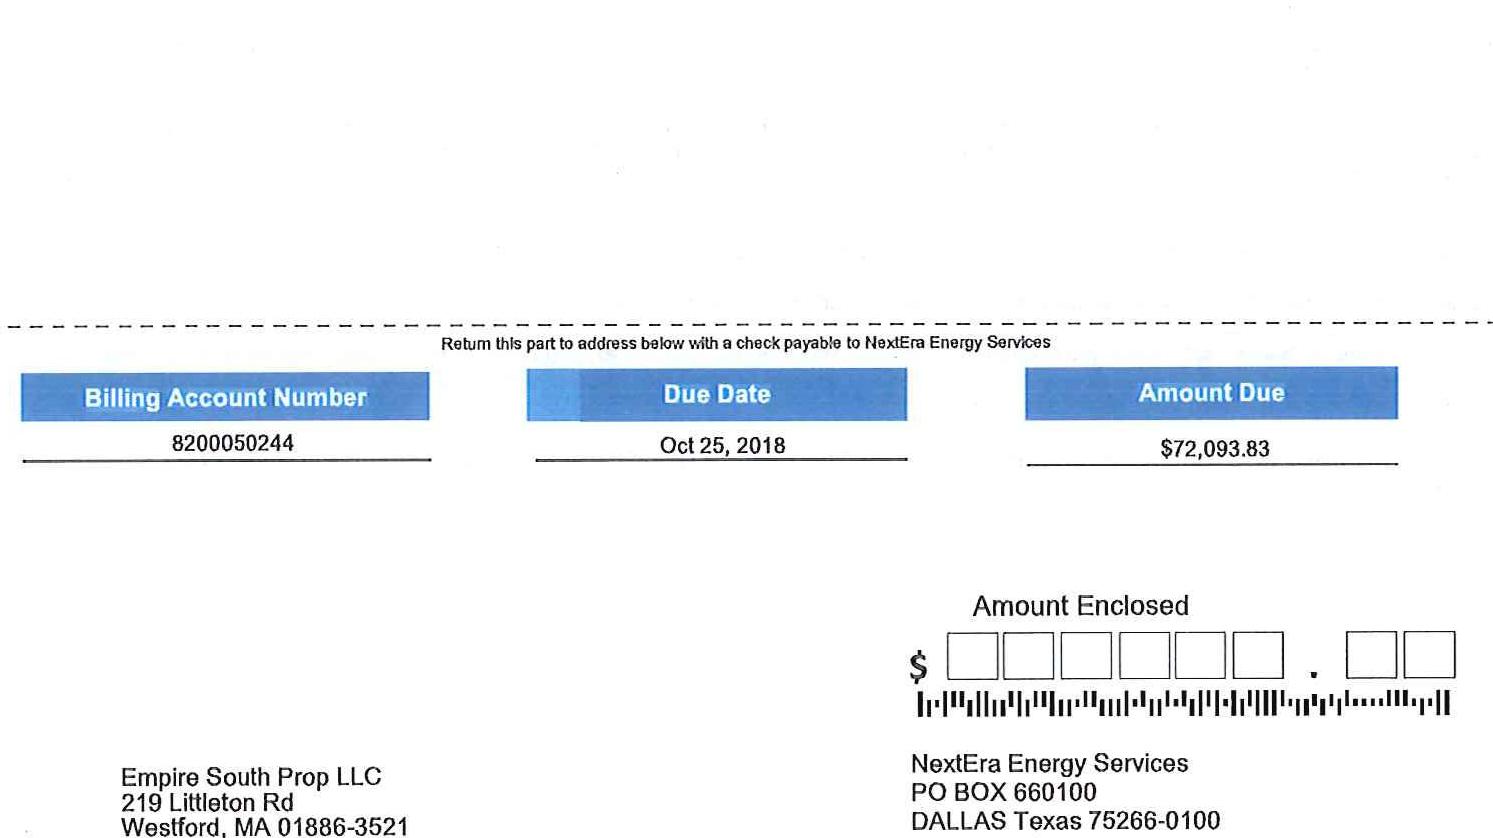 Return this part to address below with a check payable to NextEra Energy Services
Billing Account Number
Due Date
Amount Due
8200050244
Oct 25, 2018
$72,093.83
Amount Enclosed
$ .
Empire South Prop LLC
219 Littleton Rd
Westford, MA 01886-3521
NextEra Energy Services
PO BOX 660100
DALLAS Texas 75266-0100